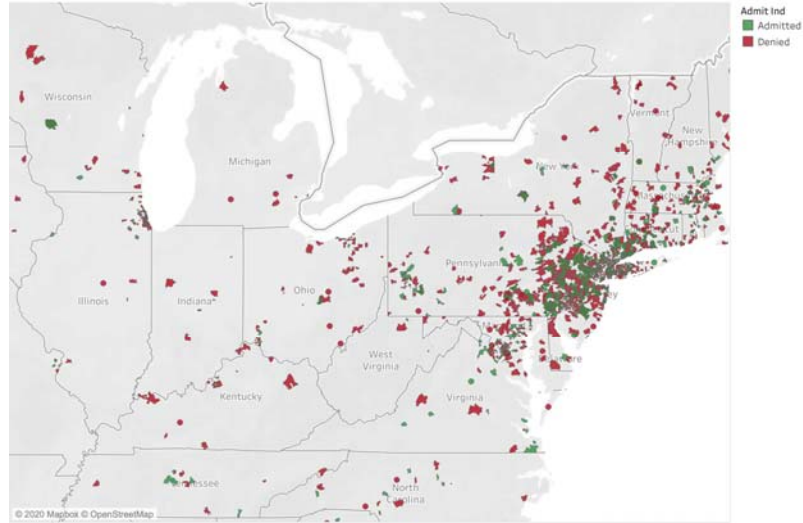 Admit Ind
Admitted
Denied
Wisconsin
Michigan
Vermont
New
Hampshire
New York
Pennsylvania
Ohio
Illinois
Indiana
West
Virginia
Kentucky
Virginia
North
Carolina
© 2020 Mapbox © OpenStreetMap